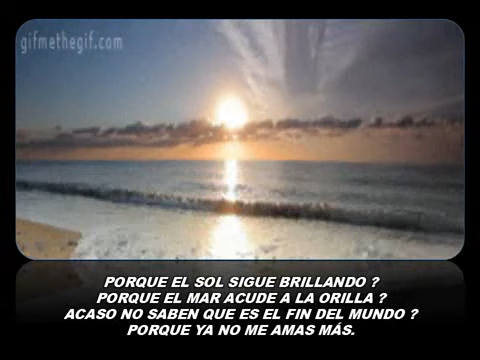 gifmethegif.com
PORQUE EL SOL SIGUE BRILLANDO ?
PORQUE EL MAR ACUDE A LA ORILLA ?
ACASO NO SABEN QUE ES EL FIN DEL MUNDO ?
PORQUE YA NO ME AMAS MÁS.